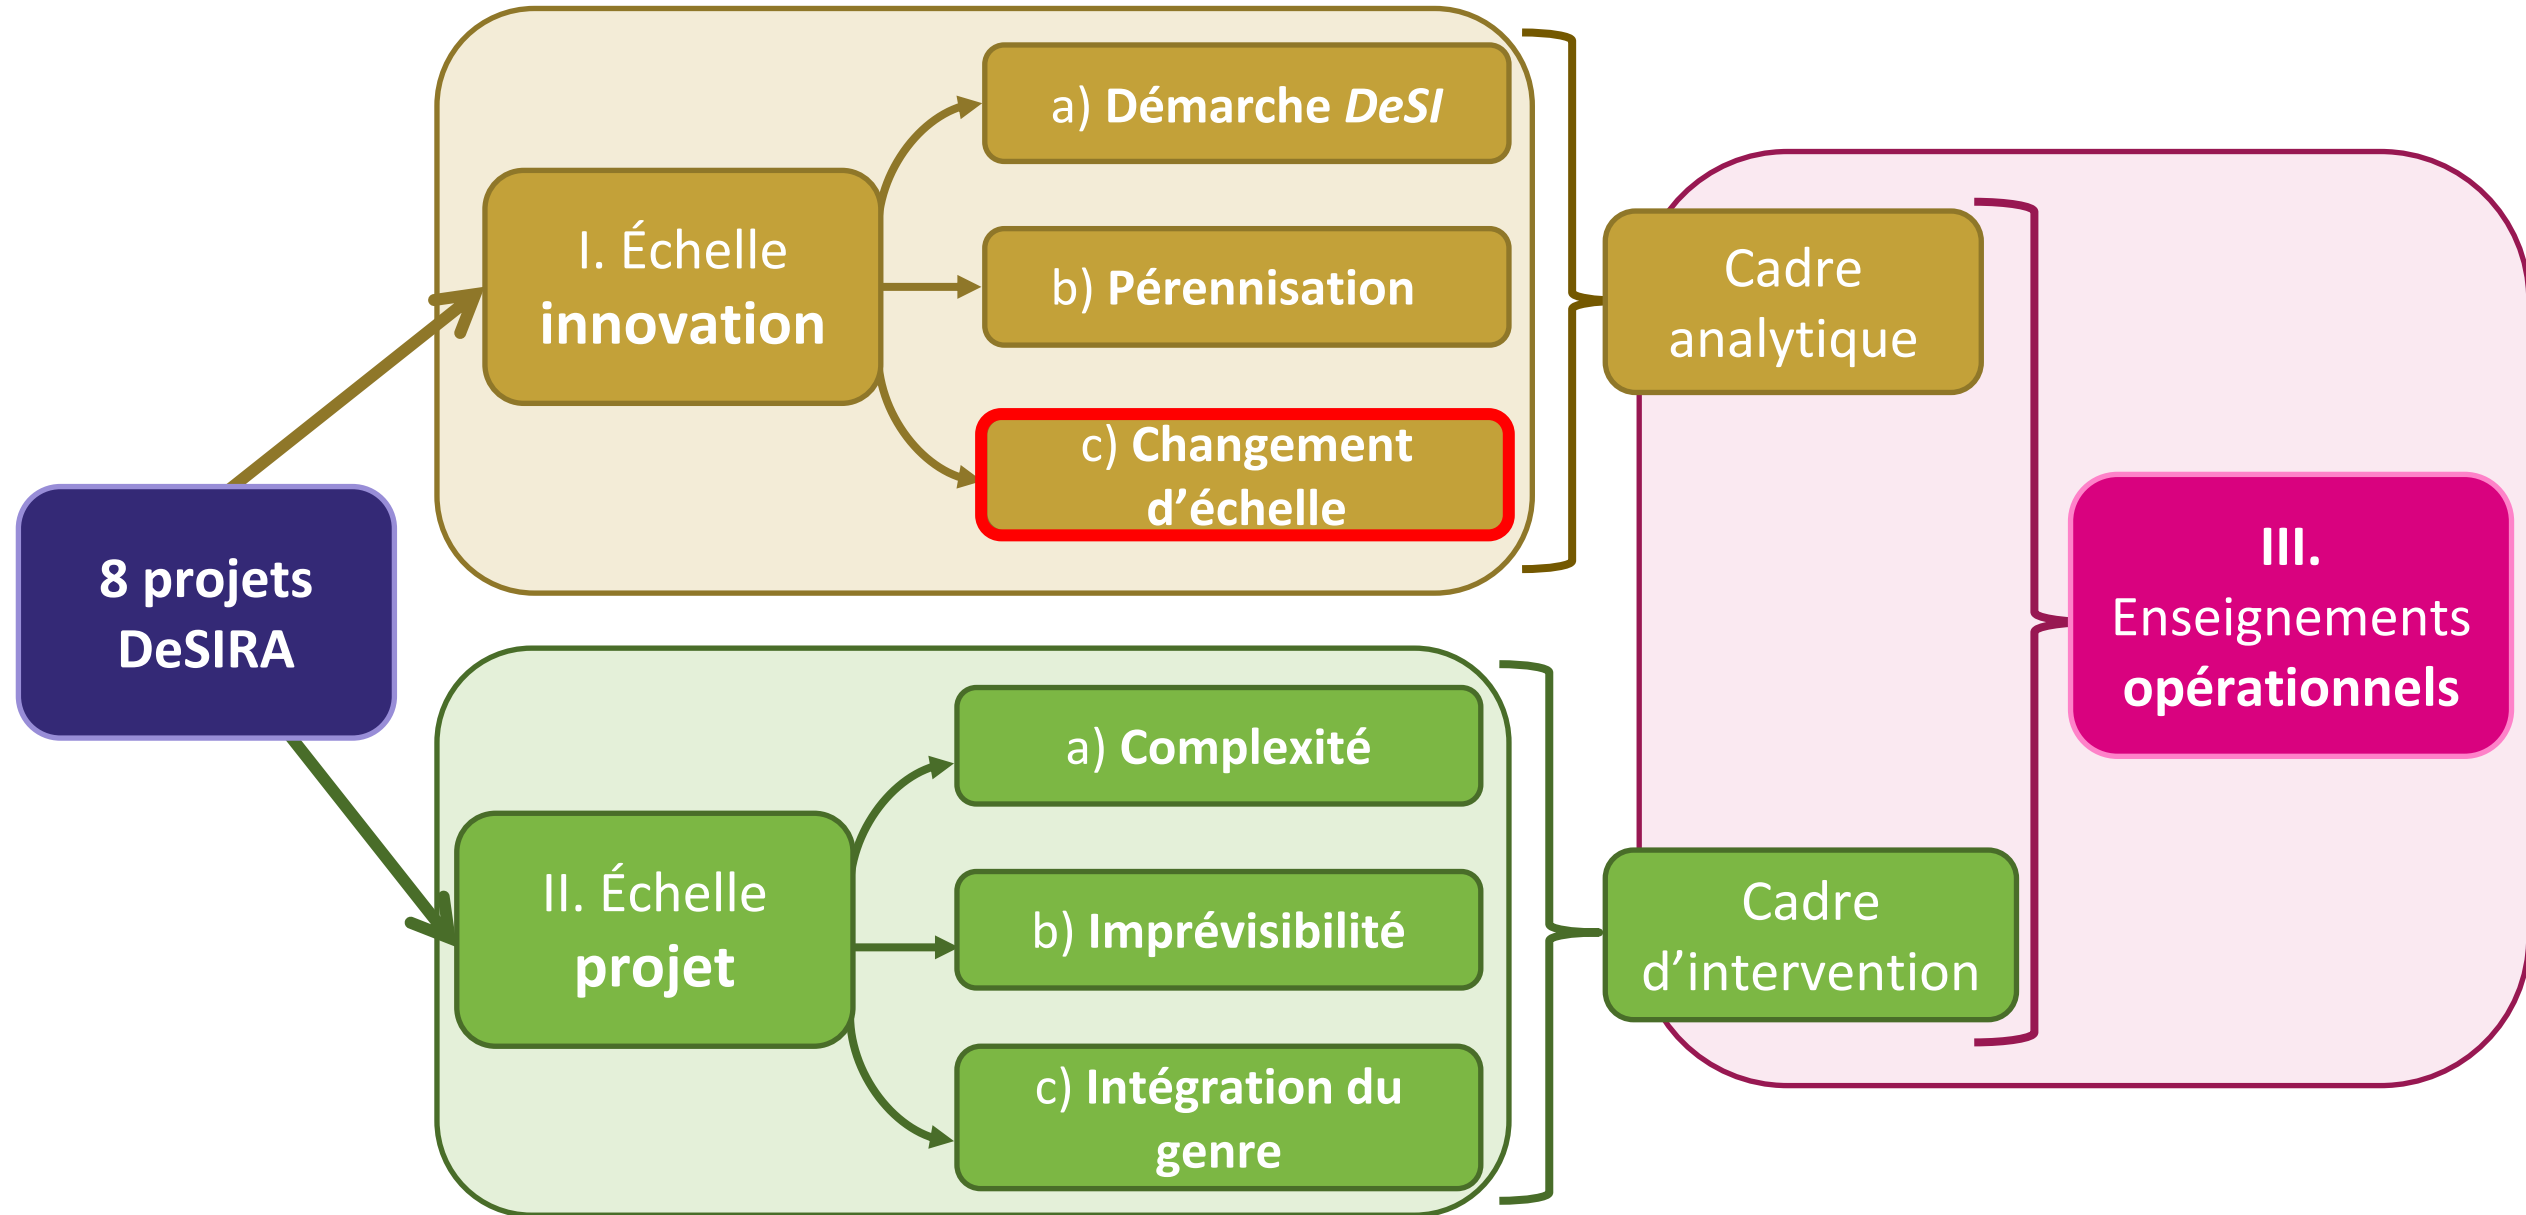 8 projets
DeSIRA
I. Échelle
innovation
a) Démarche DeSI
b) Pérennisation
c) Changement
d’échelle
Cadre
analytique
II. Échelle
projet
a) Complexité
b) Imprévisibilité
c) Intégration du
genre
Cadre
d’intervention
III.
Enseignements
opérationnels